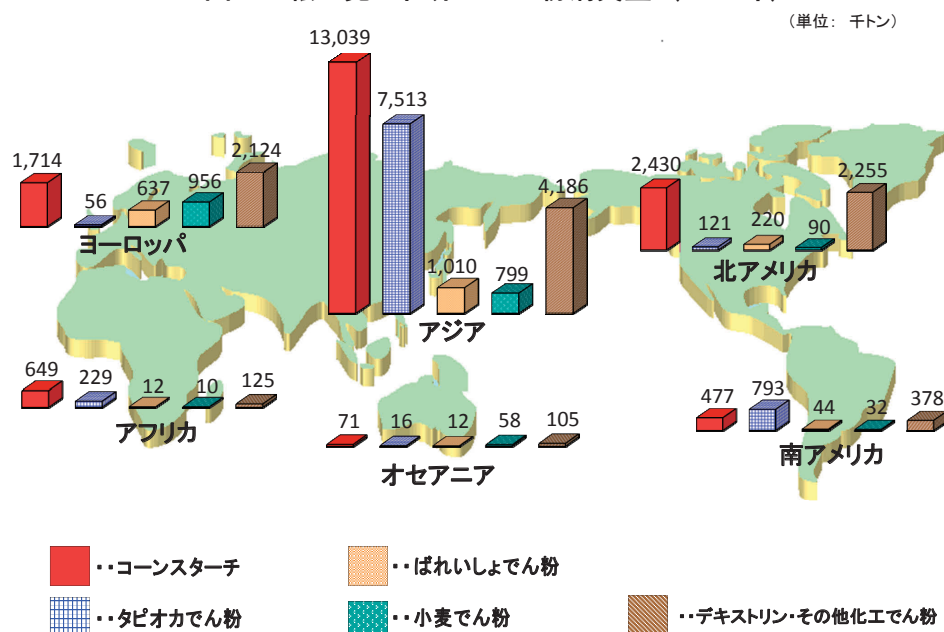 （単位： 千トン）
13,039
7,513
1,714
56
637
956
2,124
ヨーロッパ
1,010
799
4,186
アジア
2,430
121
220
90
2,255
北アメリカ
649
229
12
10
125
アフリカ
71
16
12
58
105
オセアニア
477
793
44
32
378
南アメリカ
‥コーンスターチ
‥ばれいしょでん粉
‥タピオカでん粉
‥小麦でん粉
‥デキストリン・その他化工でん粉